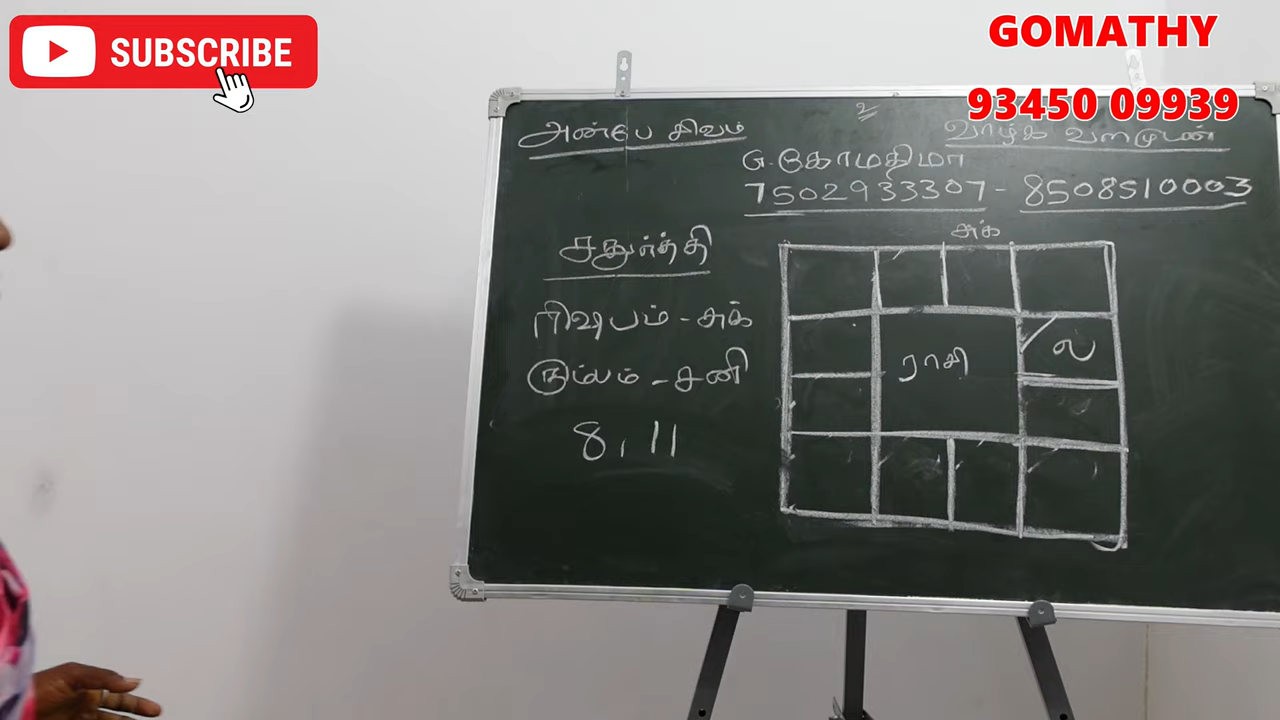 SUBSCRIBE
GOMATHY
93450 09939
உ
அன்பே சிவம்
வாழ்க வளமுடன்
G.கோமதிமா
7502933307 - 8508510003
சுக்
சதுர்த்தி
ரிஷபம் - சுக்
கும்பம் - சனி
8, 11
ராசி
ல